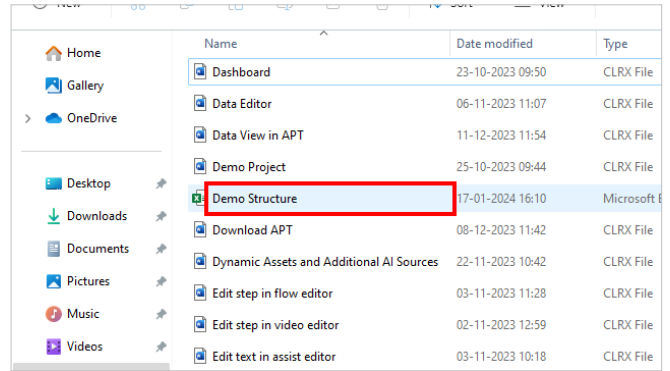 Home
Gallery
OneDrive
Desktop
Downloads
Documents
Pictures
Music
Videos
Name Date modified Type
Dashboard 23-10-2023 09:50 CLRX File
Data Editor 06-11-2023 11:07 CLRX File
Data View in APT 11-12-2023 11:54 CLRX File
Demo Project 25-10-2023 09:44 CLRX File
Demo Structure 17-01-2024 16:10 Microsoft E
Download APT 08-12-2023 11:42 CLRX File
Dynamic Assets and Additional AI Sources 22-11-2023 10:42 CLRX File
Edit step in flow editor 03-11-2023 11:28 CLRX File
Edit step in video editor 02-11-2023 12:59 CLRX File
Edit text in assist editor 03-11-2023 10:18 CLRX File